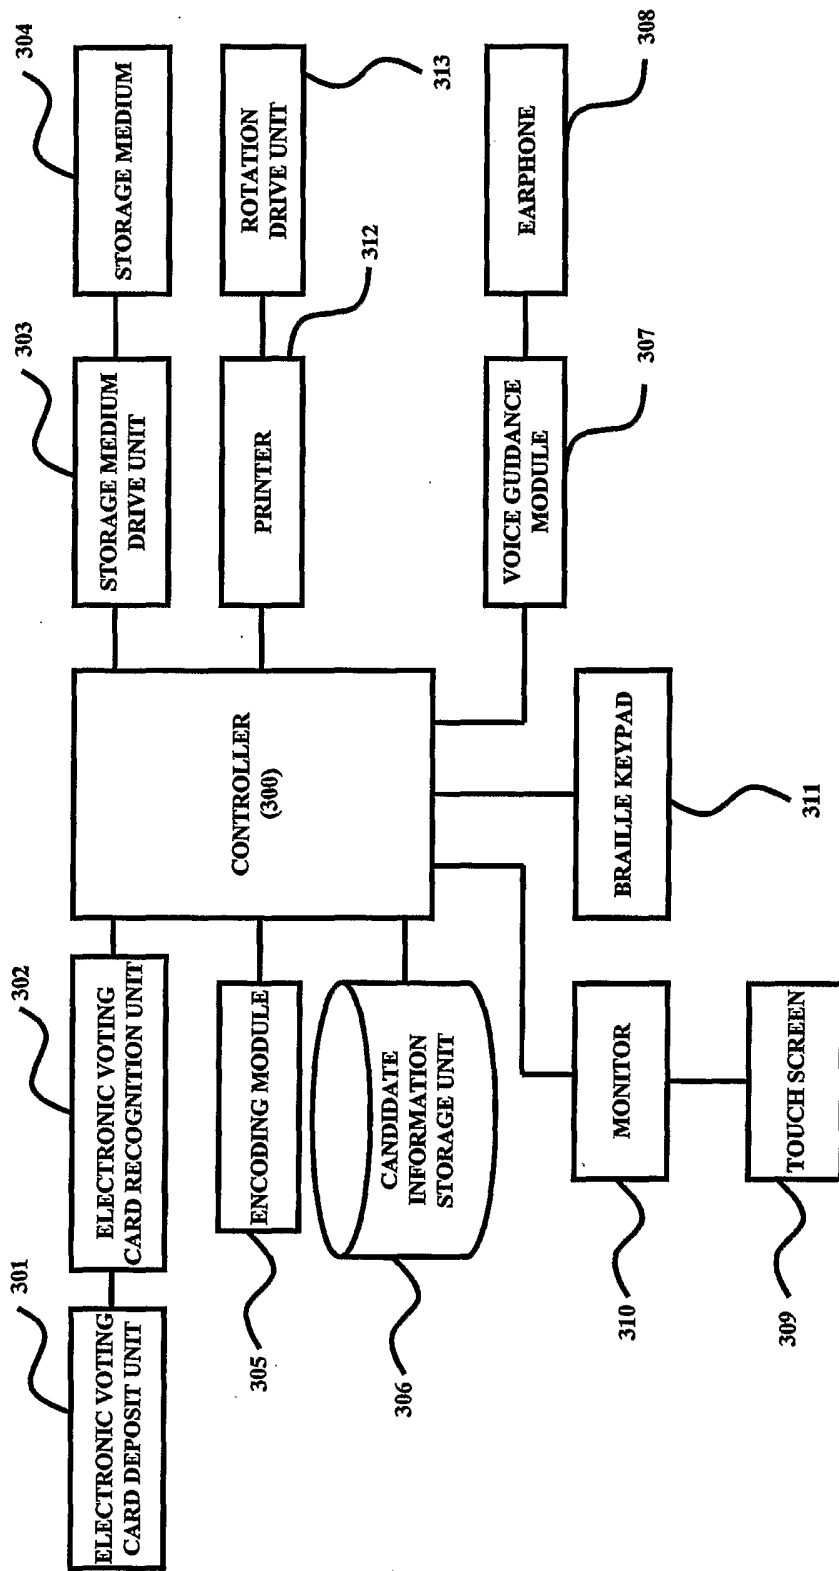 301
ELECTRONIC VOTING
CARD DEPOSIT UNIT
302
ELECTRONIC VOTING
CARD RECOGNITION UNIT
303
STORAGE MEDIUM
DRIVE UNIT
304
STORAGE MEDIUM
305
ENCODING MODULE
CONTROLLER
(300)
PRINTER
312
ROTATION
DRIVE UNIT
313
306
CANDIDATE
INFORMATION
STORAGE UNIT
VOICE GUIDANCE
MODULE
307
EARPHONE
308
310
MONITOR
BRAILLE KEYPAD
311
309
TOUCH SCREEN